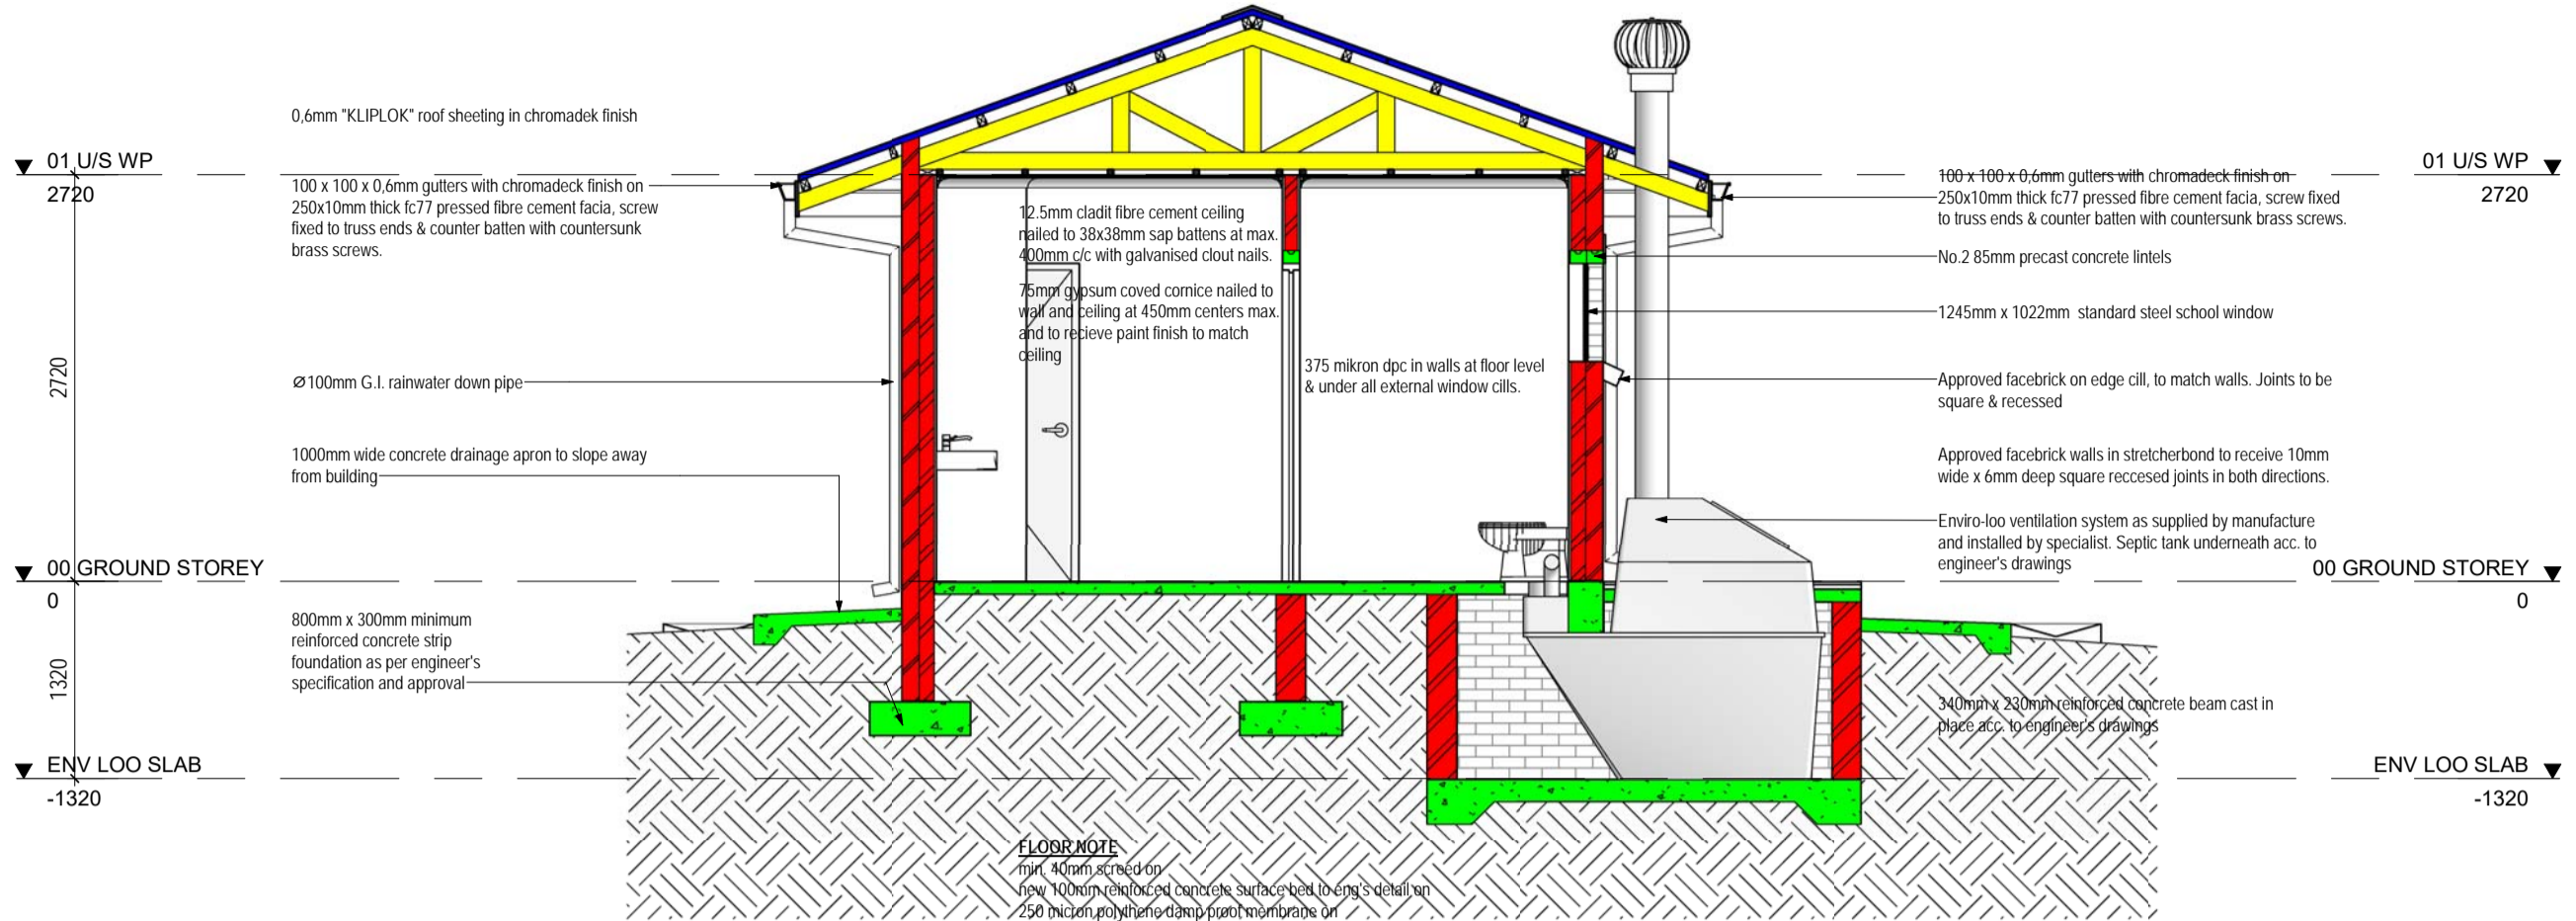 0,6mm "KLIPLOK" roof sheeting in chromadek finish
01 U/S WP
2720
100 x 100 x 0,6mm gutters with chromadeck finish on
250x10mm thick fc77 pressed fibre cement facia, screw
fixed to truss ends & counter batten with countersunk
brass screws.
2720
Ø100mm G.I. rainwater down pipe
1000mm wide concrete drainage apron to slope away
from building
00 GROUND STOREY
0
800mm x 300mm minimum
reinforced concrete strip
foundation as per engineer's
specification and approval
1320
ENV LOO SLAB
-1320
12.5mm cladit fibre cement ceiling
nailed to 38x38mm sap battens at max.
400mm c/c with galvanised clout nails.
75mm gypsum coved cornice nailed to
wall and ceiling at 450mm centers max.
and to recieve paint finish to match
ceiling
375 mikron dpc in walls at floor level
& under all external window cills.
FLOOR NOTE
min. 40mm screed on
new 100mm reinforced concrete surface bed to eng's detail on
250 micron polythene damp proof membrane on
01 U/S WP
2720
100 x 100 x 0,6mm gutters with chromadeck finish on
250x10mm thick fc77 pressed fibre cement facia, screw fixed
to truss ends & counter batten with countersunk brass screws.
No.2 85mm precast concrete lintels
1245mm x 1022mm standard steel school window
Approved facebrick on edge cill, to match walls. Joints to be
square & recessed
Approved facebrick walls in stretcherbond to receive 10mm
wide x 6mm deep square reccesed joints in both directions.
Enviro-loo ventilation system as supplied by manufacture
and installed by specialist. Septic tank underneath acc. to
engineer's drawings
00 GROUND STOREY
0
340mm x 230mm reinforced concrete beam cast in
place acc. to engineer's drawings
ENV LOO SLAB
-1320